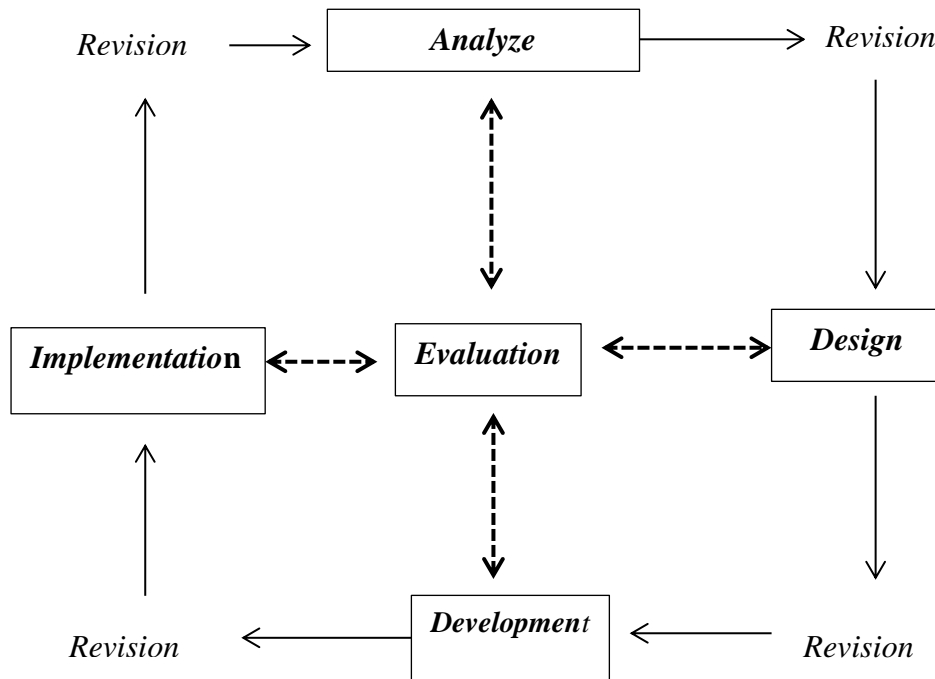 Revision
Analyze
Revision
Implementation
Evaluation
Design
Revision
Development
Revision